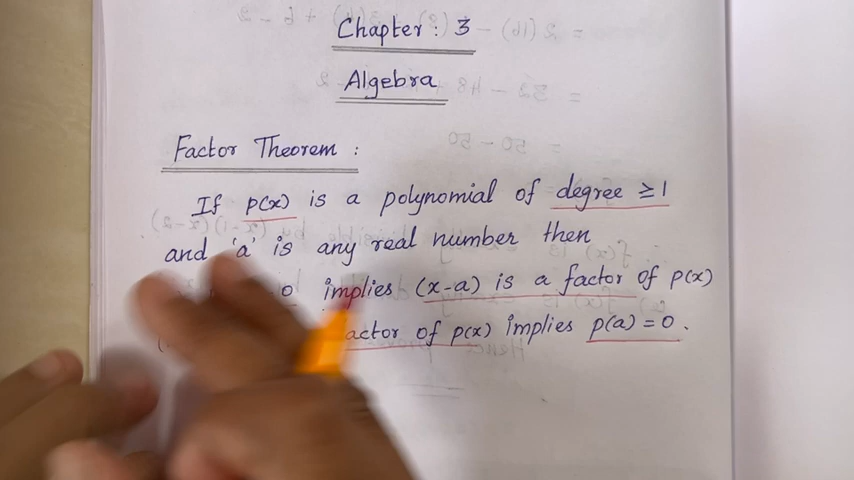 Chapter : 3
Algebra
Factor Theorem :
If p(x) is a polynomial of degree ≥ 1
and 'a' is any real number then
0 implies (x-a) is a factor of p(x)
actor of p(x) implies p(a) = 0 .